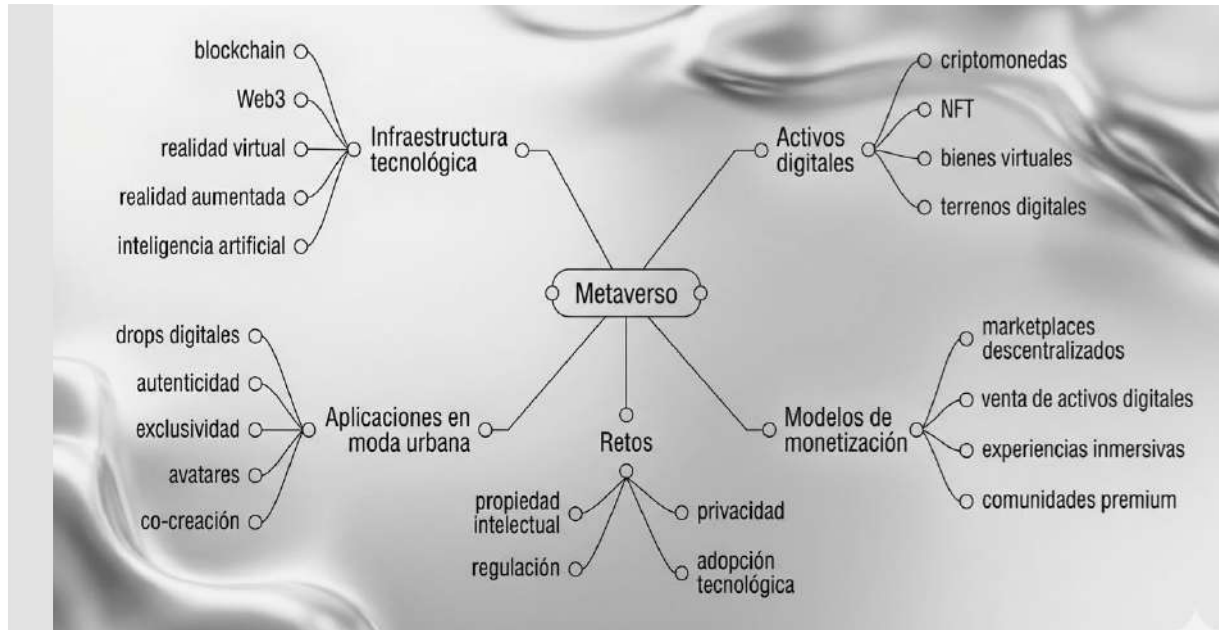 blockchain
Web3
realidad virtual
realidad aumentada
inteligencia artificial
Infraestructura
tecnológica
Activos
digitales
criptomonedas
NFT
bienes virtuales
terrenos digitales
Metaverso
drops digitales
autenticidad
exclusividad
avatares
co-creación
Aplicaciones en
moda urbana
Retos
propiedad
intelectual
regulación
privacidad
adopción
tecnológica
Modelos de
monetización
marketplaces
descentralizados
venta de activos digitales
experiencias inmersivas
comunidades premium